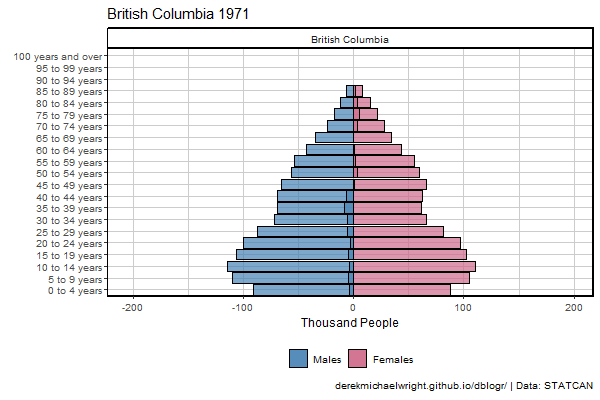 British Columbia 1971
British Columbia
100 years and over
95 to 99 years
90 to 94 years
85 to 89 years
80 to 84 years
75 to 79 years
70 to 74 years
65 to 69 years
60 to 64 years
55 to 59 years
50 to 54 years
45 to 49 years
40 to 44 years
35 to 39 years
30 to 34 years
25 to 29 years
20 to 24 years
15 to 19 years
10 to 14 years
5 to 9 years
0 to 4 years
-200 -100 0 100 200
Thousand People
Males Females
derekmichaelwright.github.io/dblogr/ | Data: STATCAN